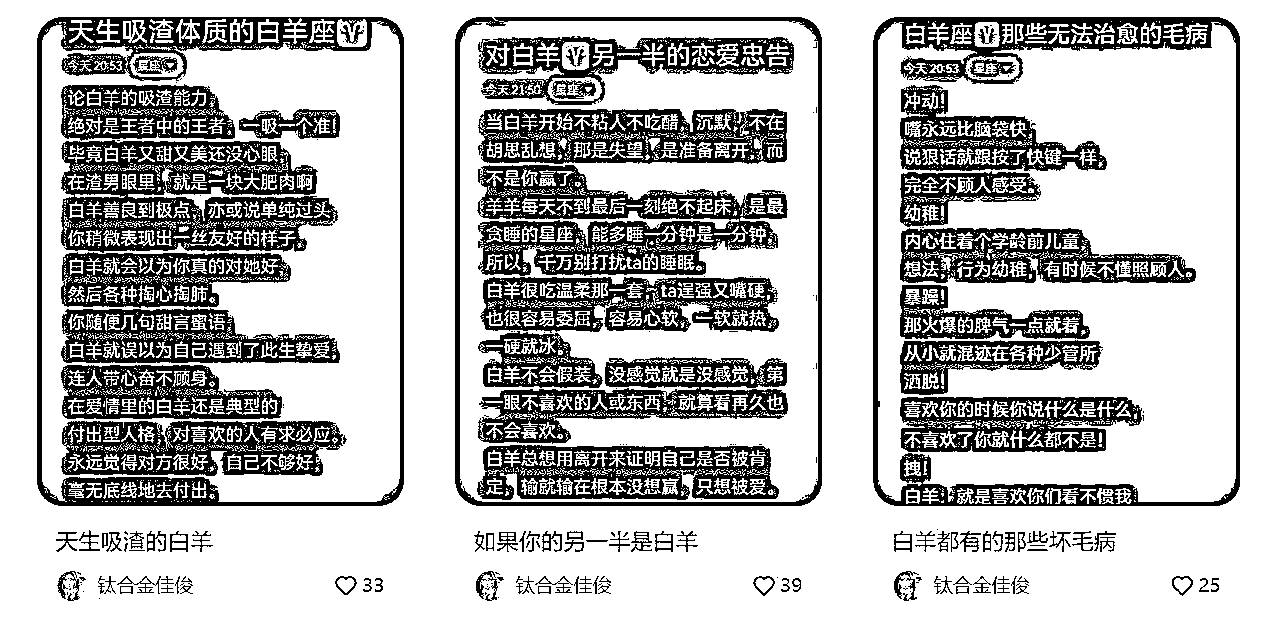 天生吸渣体质的白羊座♈
今天 20:53 星座
论白羊的吸渣能力，
绝对是王者中的王者，一吸一个准！
毕竟白羊又甜又美还没心眼，
在渣男眼里，就是一块大肥肉啊
白羊善良到极点，亦或说单纯过头
你稍微表现出一丝友好的样子，
白羊就会以为你真的对她好，
然后各种掏心掏肺。
你随便几句甜言蜜语，
白羊就误以为自己遇到了此生挚爱，
连人带心奋不顾身。
在爱情里的白羊还是典型的
付出型人格，对喜欢的人有求必应。
永远觉得对方很好，自己不够好，
毫无底线地去付出。
天生吸渣的白羊
钛合金佳俊
33
对白羊♈另一半的恋爱忠告
今天 21:50 星座
当白羊开始不粘人不吃醋，沉默，不在
胡思乱想，那是失望，是准备离开，而
不是你赢了。
羊羊每天不到最后一刻绝不起床，是最
贪睡的星座，能多睡一分钟是一分钟，
所以，千万别打扰ta的睡眠。
白羊很吃温柔那一套，ta逞强又嘴硬，
也很容易委屈，容易心软，一软就热，
一硬就冰。
白羊不会假装，没感觉就是没感觉，第
一眼不喜欢的人或东西，就算看再久也
不会喜欢。
白羊总想用离开来证明自己是否被肯
定，输就输在根本没想赢，只想被爱。
如果你的另一半是白羊
钛合金佳俊
39
白羊座♈那些无法治愈的毛病
今天 20:53 星座
冲动！
嘴永远比脑袋快，
说狠话就跟按了快键一样，
完全不顾人感受。
幼稚！
内心住着个学龄前儿童，
想法，行为幼稚，有时候不懂照顾人。
暴躁！
那火爆的脾气一点就着，
从小就混迹在各种少管所
洒脱！
喜欢你的时候你说什么是什么，
不喜欢了你就什么都不是！
拽！
白羊，就是喜欢你们看不惯我
白羊都有的那些坏毛病
钛合金佳俊
25